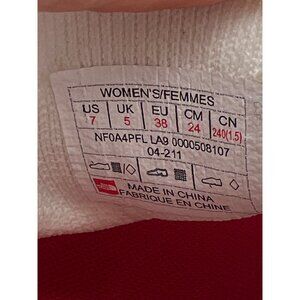 WOMEN'S/FEMMES
US UK EU CM CN
7 5 38 24 240(1.5)
NF0A4PFL LA9 0000508107
04-211
MADE IN CHINA
FABRIQUÉ EN CHINE